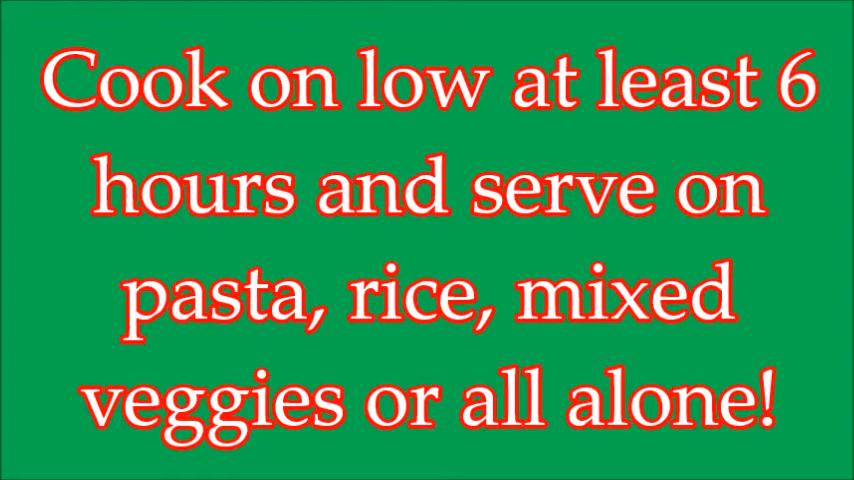 Cook on low at least 6
hours and serve on
pasta, rice, mixed
veggies or all alone!